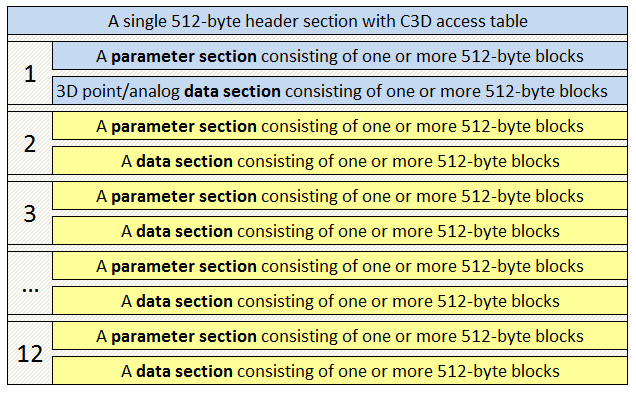 A single 512-byte header section with C3D access table
1
A parameter section consisting of one or more 512-byte blocks
3D point/analog data section consisting of one or more 512-byte blocks
2
A parameter section consisting of one or more 512-byte blocks
A data section consisting of one or more 512-byte blocks
3
A parameter section consisting of one or more 512-byte blocks
A data section consisting of one or more 512-byte blocks
...
A parameter section consisting of one or more 512-byte blocks
A data section consisting of one or more 512-byte blocks
12
A parameter section consisting of one or more 512-byte blocks
A data section consisting of one or more 512-byte blocks